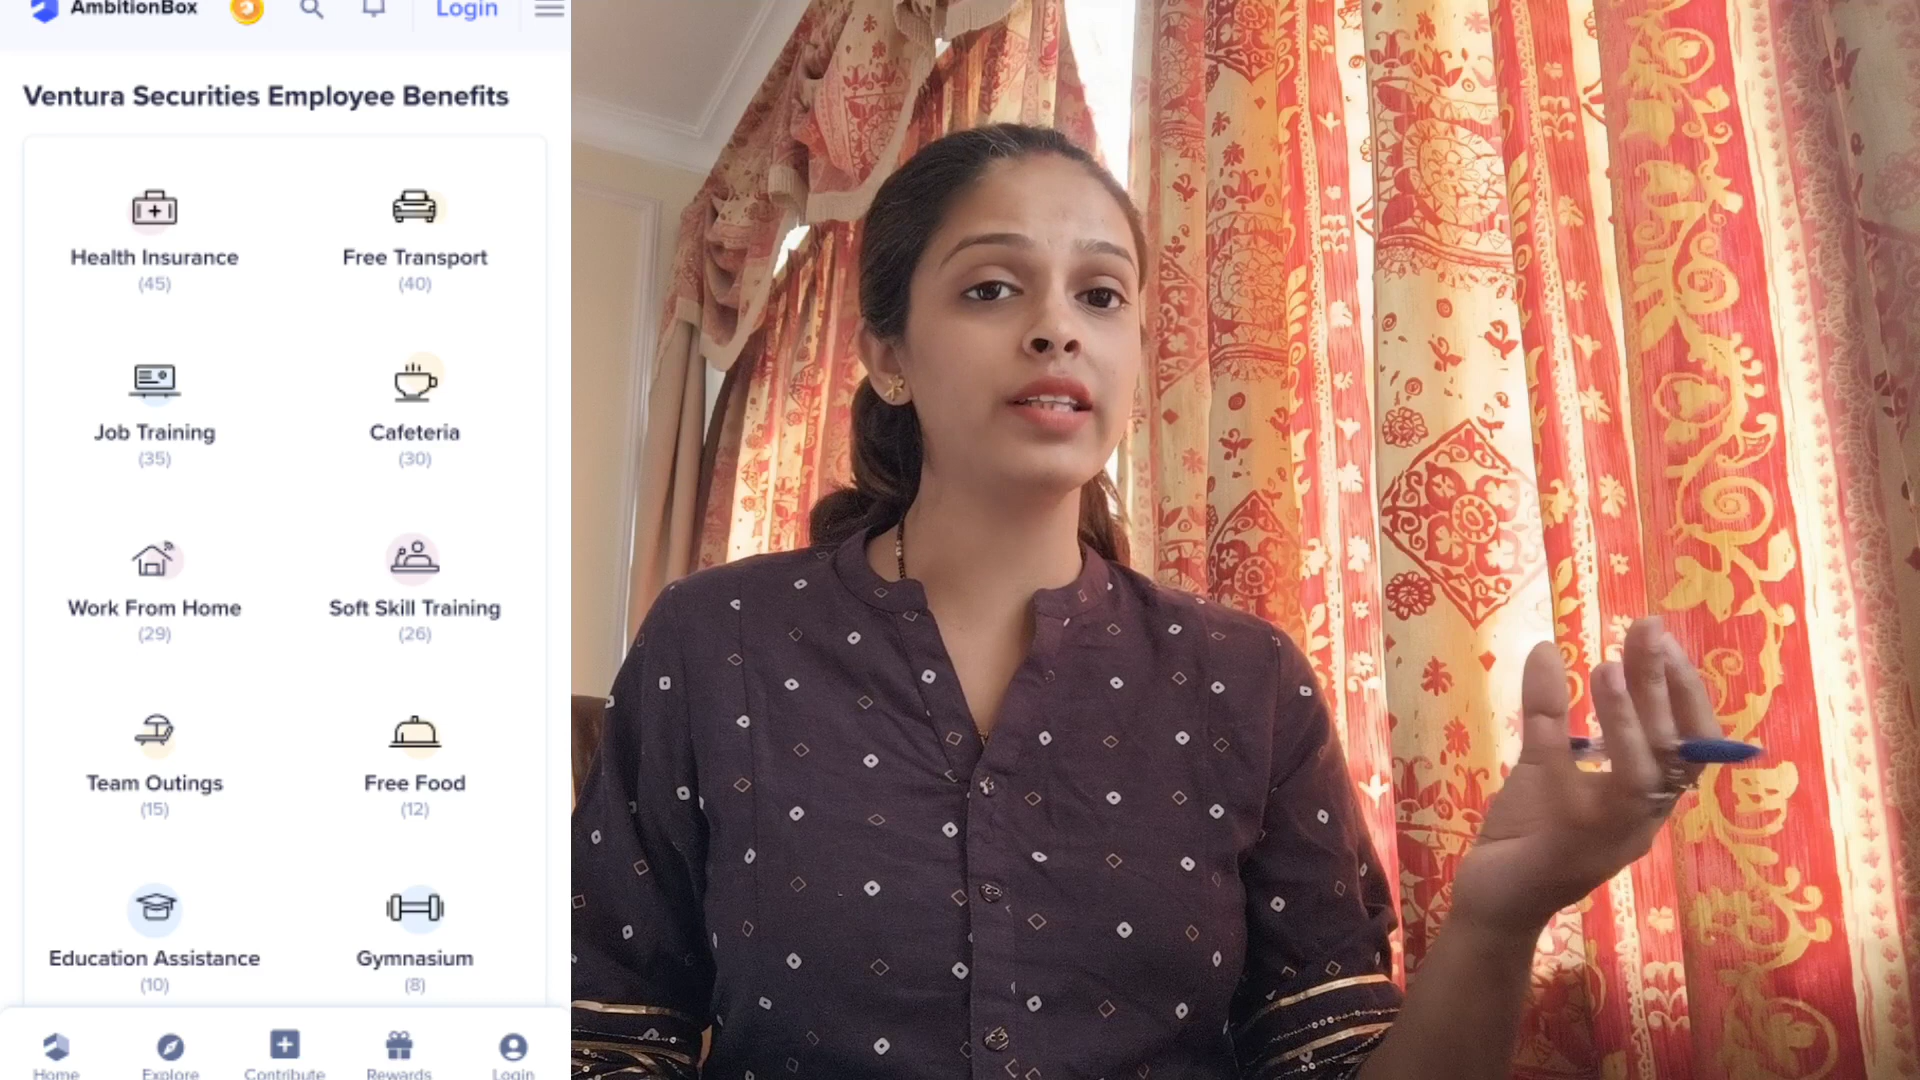 AmbitionBox
Login
Ventura Securities Employee Benefits
Health Insurance
(45)
Free Transport
(40)
Job Training
(35)
Cafeteria
(30)
Work From Home
(29)
Soft Skill Training
(26)
Team Outings
(15)
Free Food
(12)
Education Assistance
(10)
Gymnasium
(8)
Home
Explore
Contribute
Rewards
Login